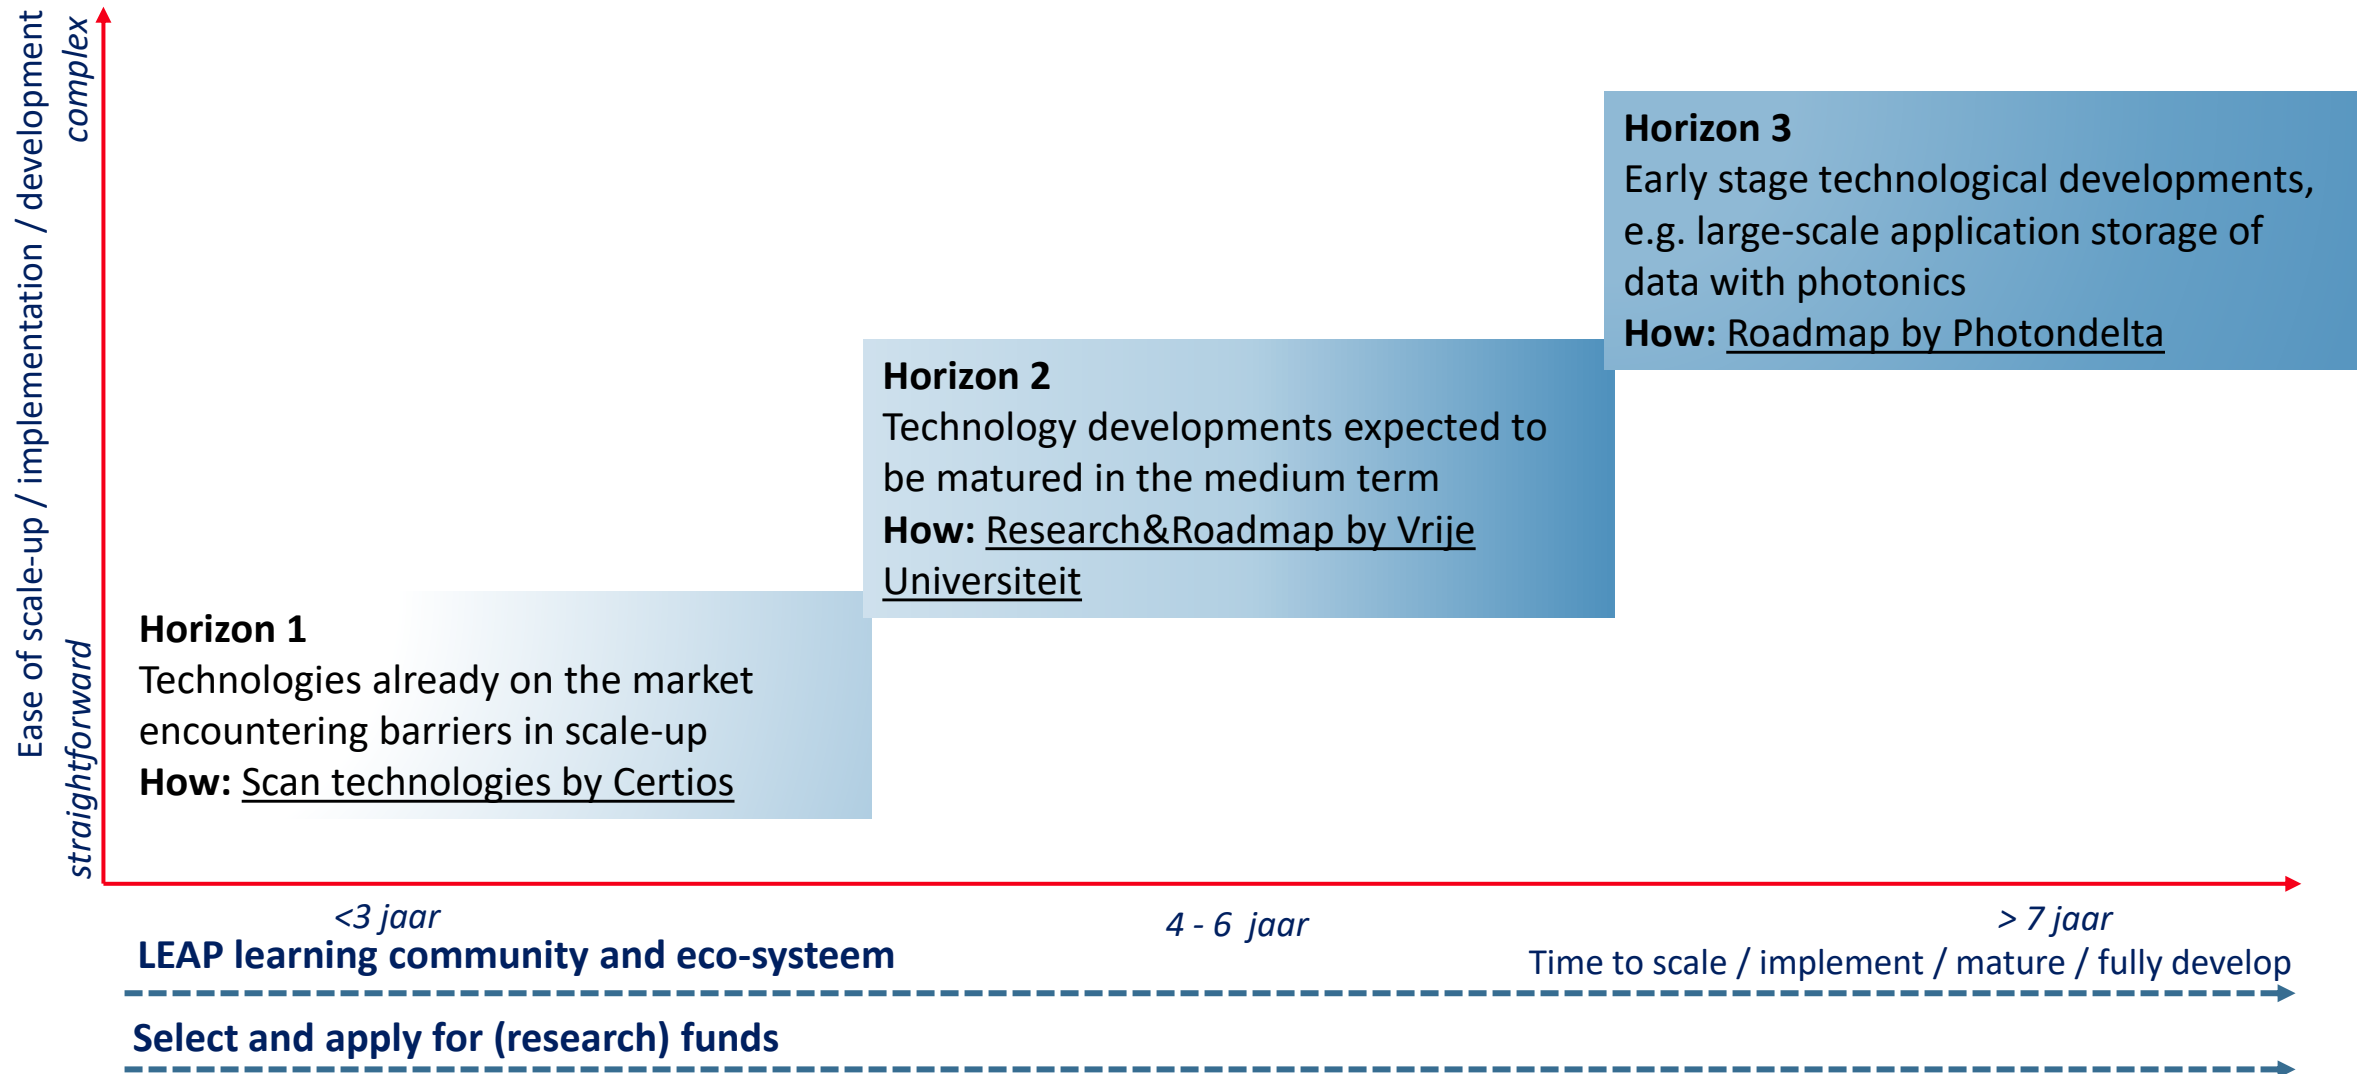 Ease of scale-up / implementation / development
complex
straightforward
Horizon 3
Early stage technological developments,
e.g. large-scale application storage of
data with photonics
How: Roadmap by Photondelta
Horizon 2
Technology developments expected to
be matured in the medium term
How: Research&Roadmap by Vrije
Universiteit
Horizon 1
Technologies already on the market
encountering barriers in scale-up
How: Scan technologies by Certios
<3 jaar
4 - 6 jaar
> 7 jaar
LEAP learning community and eco-systeem
Time to scale / implement / mature / fully develop
Select and apply for (research) funds